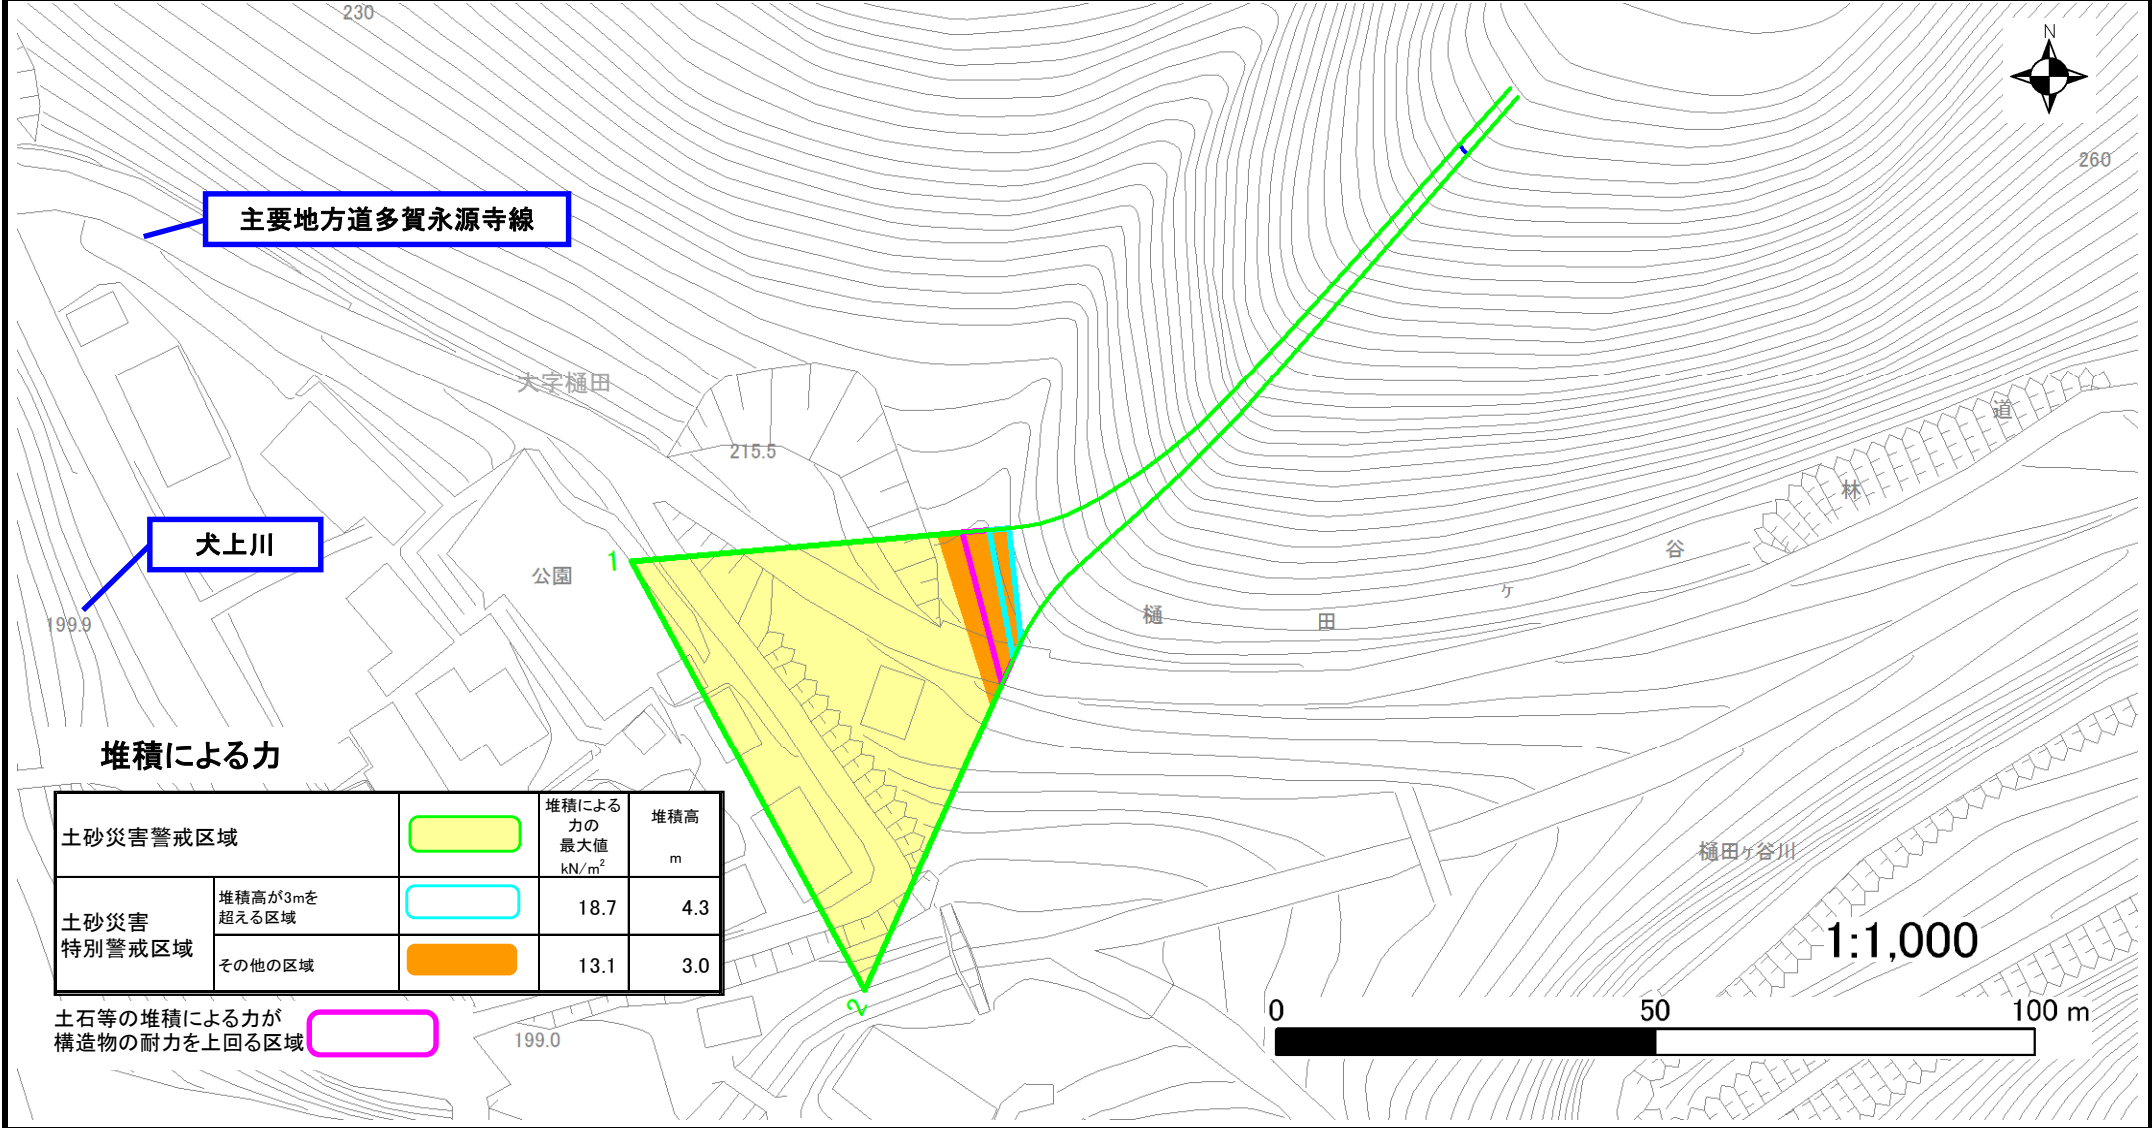 230
N
260
主要地方道多賀永源寺線
大字樋田
道
215.5
林
犬上川
谷
1
公園
ヶ
199.9
樋
田
堆積による力
土砂災害警戒区域
堆積による
力の
最大値
kN/m²
堆積高
m
土砂災害
特別警戒区域
堆積高が3mを
超える区域
18.7
4.3
その他の区域
13.1
3.0
樋田ヶ谷川
1:1,000
2
土石等の堆積による力が
構造物の耐力を上回る区域
199.0
0
50
100 m